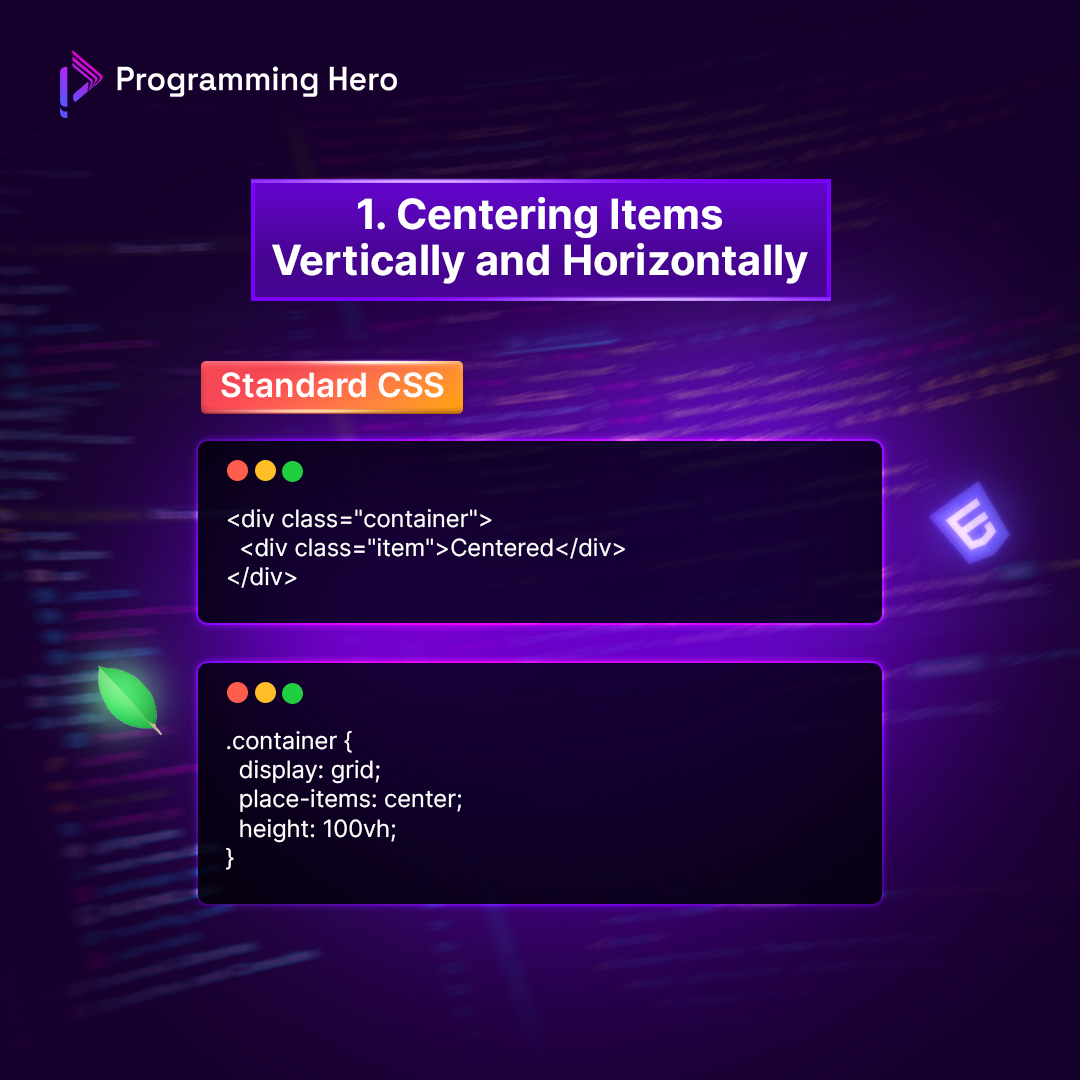 Programming Hero
1. Centering Items
Vertically and Horizontally
Standard CSS
<div class="container">
  <div class="item">Centered</div>
</div>
.container {
  display: grid;
  place-items: center;
  height: 100vh;
}